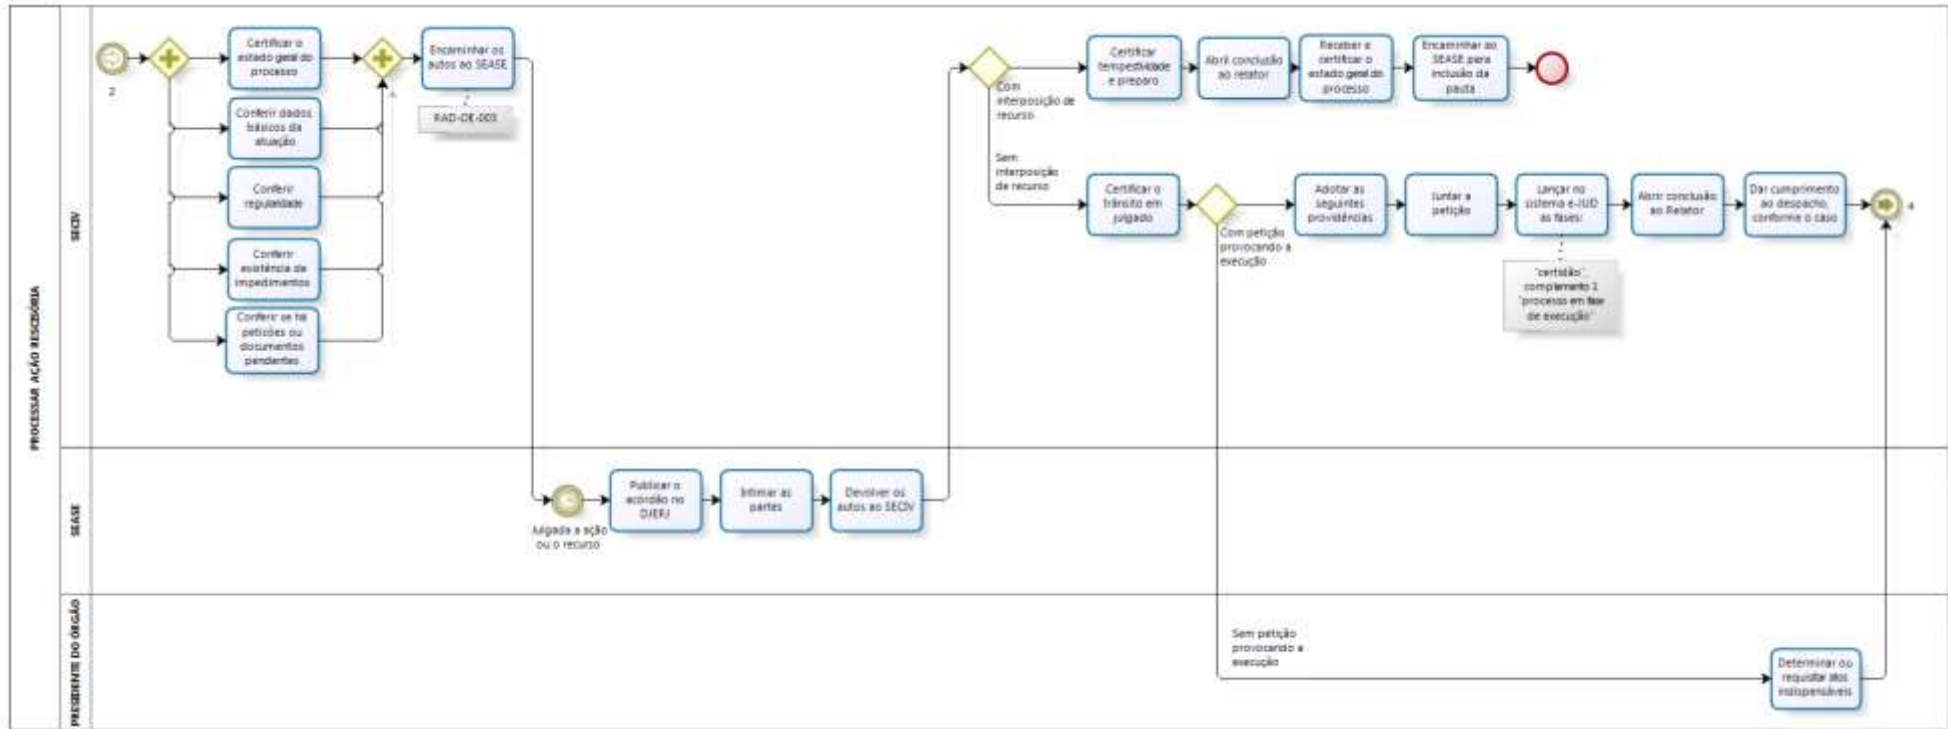 PROCESSAR AÇÃO RESCISÓRIA
SECIV
2
Certificar o
estado geral do
processo
Conferir dados
básicos da
atuação
Conferir
regularidade
Conferir
existência de
impedimentos
Conferir se há
petições ou
documentos
pendentes
Encaminhar os
autos ao SEASE
RAD-DE-003
Com
interposição de
recurso
Sem
interposição
de recurso
Certificar
tempestividade
e preparo
Abrir conclusão
ao relator
Receber e
certificar o
estado geral do
processo
Encaminhar ao
SEASE para
inclusão da
pauta
Certificar o
trânsito em
julgado
Com petição
provocando a
execução
Adotar as
seguintes
providências
Juntar a
petição
Lançar no
sistema e-JUD
as fases:
"certidão",
complemento 2
"processo em fase
de execução"
Abrir conclusão
ao Relator
Dar cumprimento
ao despacho,
conforme o caso
4
SEASE
Julgada a ação
ou o recurso
Publicar o
acórdão no
DJERJ
Intimar as
partes
Devolver os
autos ao SECIV
PRESIDENTE DO ÓRGÃO
Sem petição
provocando a
execução
Determinar ou
requisitar atos
indispensáveis